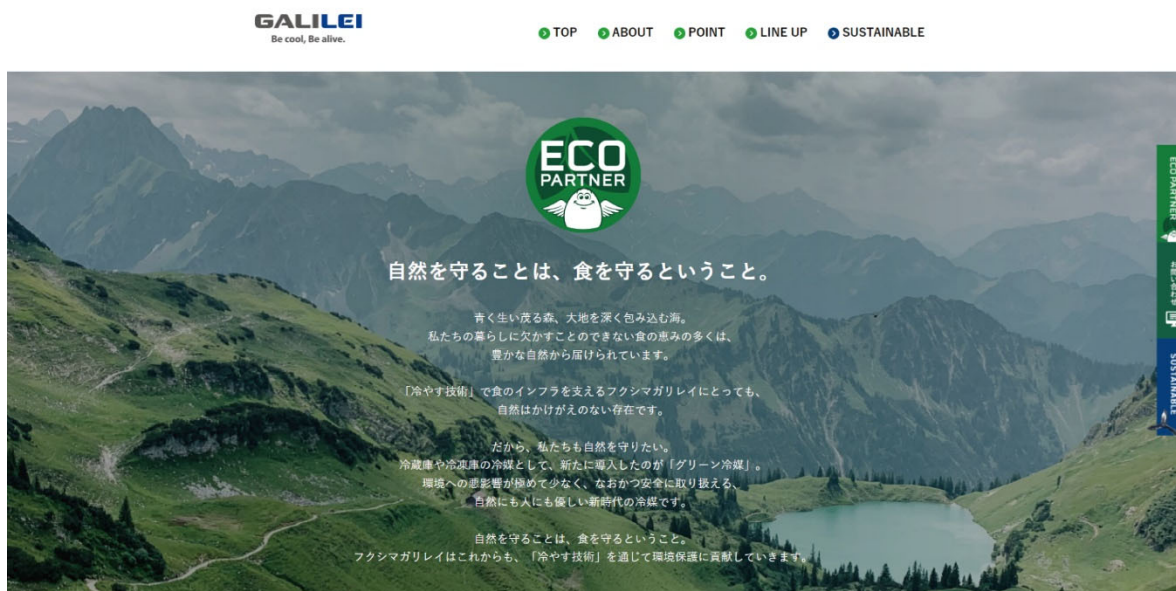 GALILEI
Be cool, Be alive.
TOP
ABOUT
POINT
LINE UP
SUSTAINABLE
ECO
PARTNER
自然を守ることは、食を守るということ。
青く生い茂る森、大地を深く包み込む海。
私たちの暮らしに欠かすことのできない食の恵みの多くは、
豊かな自然から届けられています。
「冷やす技術」で食のインフラを支えるフクシマガリレイにとっても、
自然はかけがえのない存在です。
だから、私たちも自然を守りたい。
冷蔵庫や冷凍庫の冷媒として、新たに導入したのが「グリーン冷媒」。
環境への悪影響が極めて少なく、なおかつ安全に取り扱える、
自然にも人にも優しい新時代の冷媒です。
自然を守ることは、食を守るということ。
フクシマガリレイはこれからも、「冷やす技術」を通じて環境保護に貢献していきます。
ECO PARTNER
お問い合わせ
SUSTAINABLE